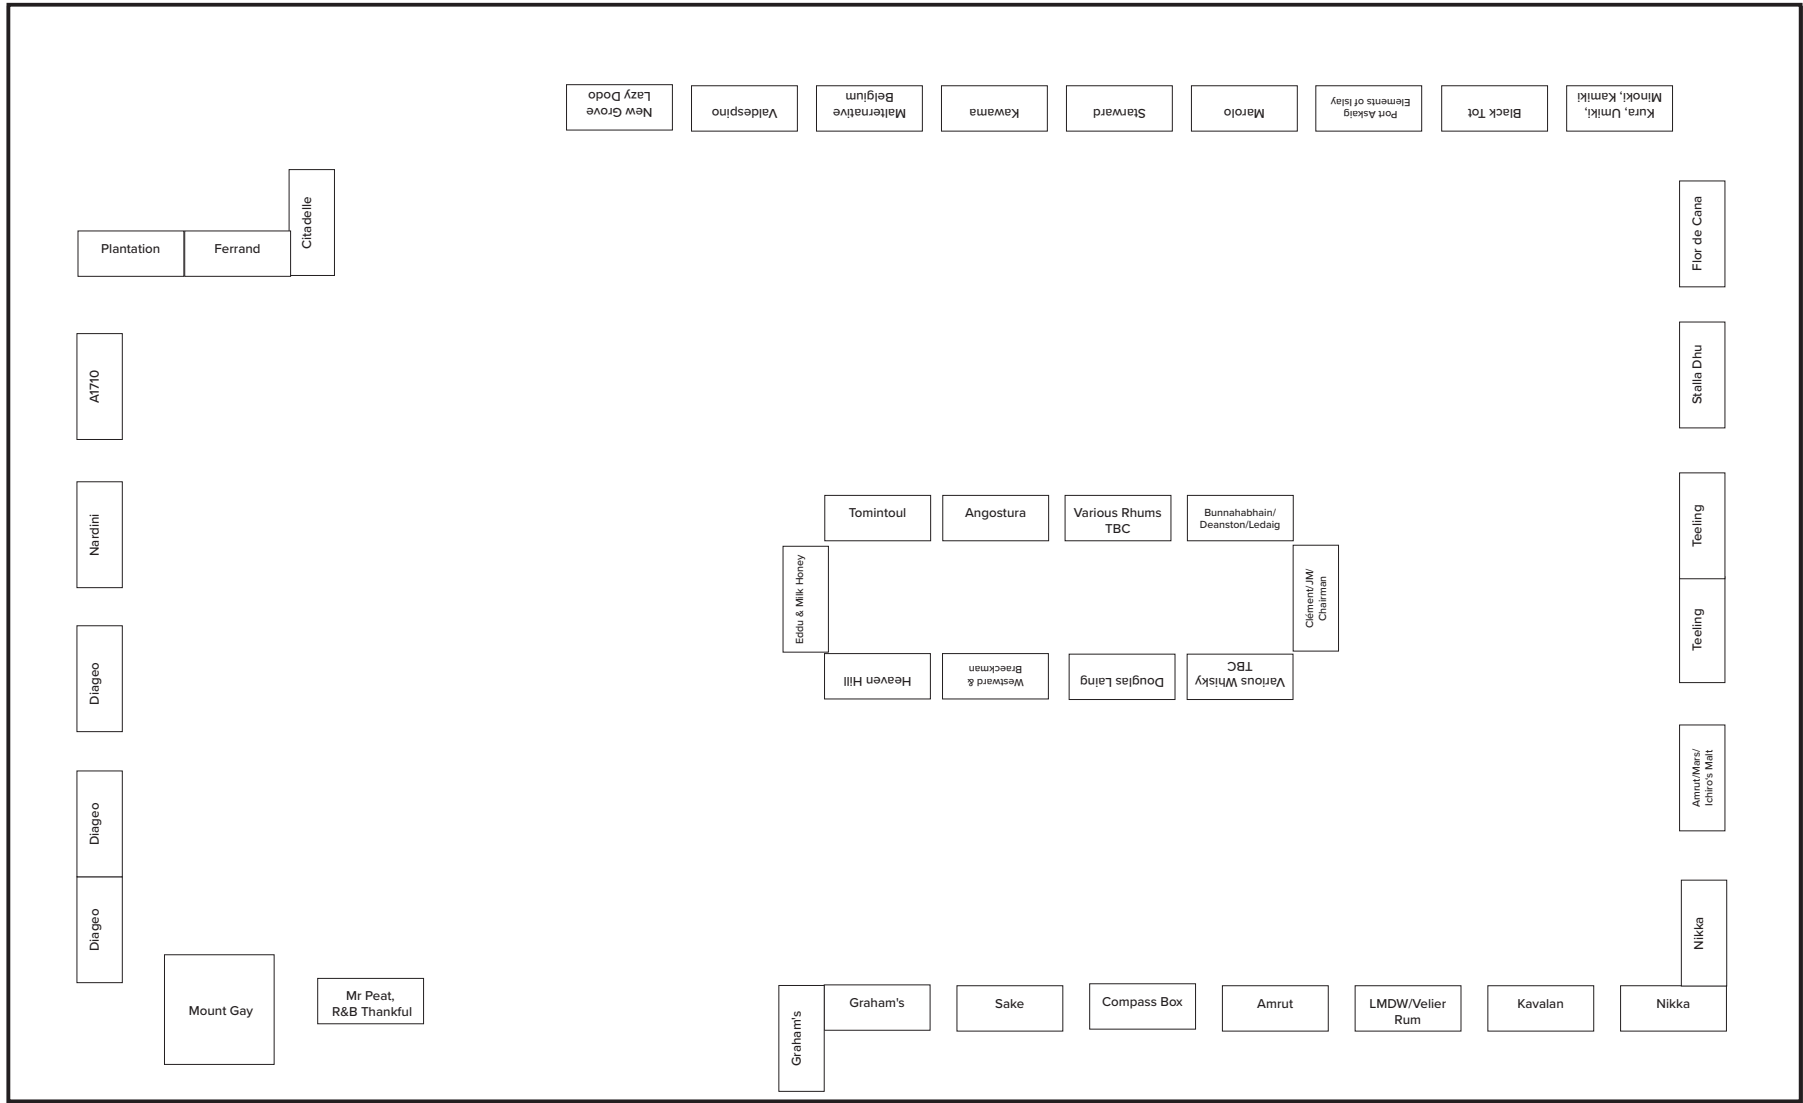 New Grove
Lazy Dodo
Valdespino
Malternative
Belgium
Kawama
Starward
Marolo
Port Askaig
Elements of Islay
Black Tot
Kura, Umiki,
Minoki, Kamiki
Citadelle
Plantation
Ferrand
Flor de Cana
A1710
Stalla Dhu
Nardini
Tomintoul
Angostura
Various Rhums
TBC
Bunnahabhain/
Deanston/Ledaig
Teeling
Eddu & Milk Honey
Clément/JM/
Chairman
Teeling
Diageo
Heaven Hill
Westward &
Braeckman
Douglas Laing
Various Whisky
TBC
Amrut/Mars/
Ichiro's Malt
Diageo
Diageo
Nikka
Mount Gay
Mr Peat,
R&B Thankful
Graham's
Graham's
Sake
Compass Box
Amrut
LMDW/Velier
Rum
Kavalan
Nikka